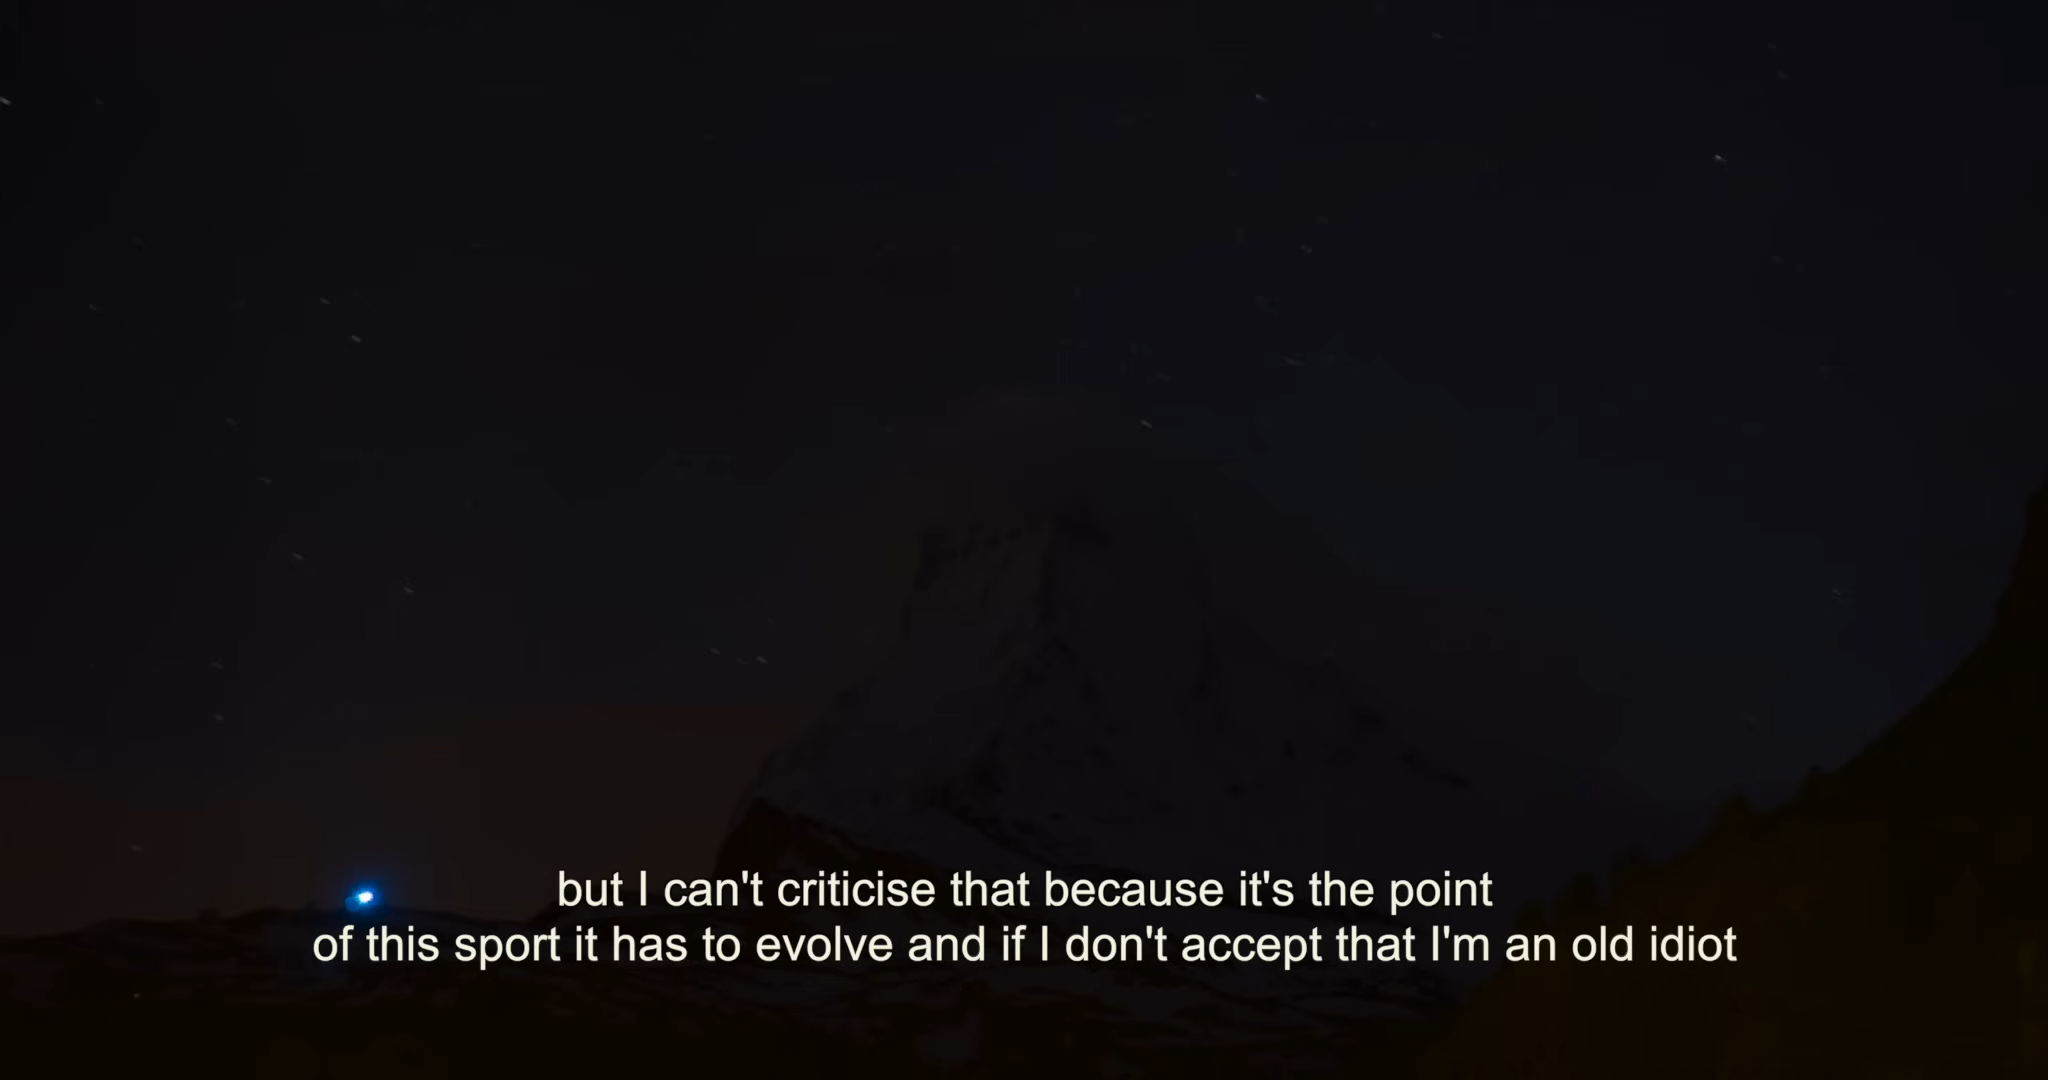 but I can't criticise that because it's the point
of this sport it has to evolve and if I don't accept that I'm an old idiot